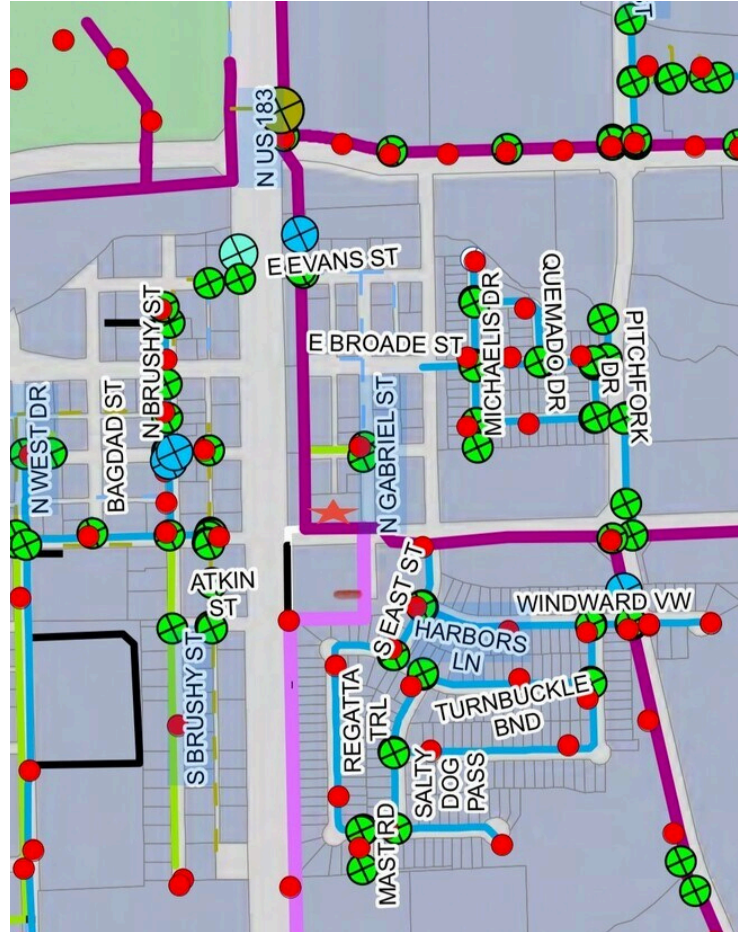 ST
N US 183
E EVANS ST
E BROADE ST
N BRUSHY ST
BAGDAD ST
N WEST DR
MICHAELIS DR
QUEMADO DR
PITCHFORK
DR
N GABRIEL ST
ATKIN
ST
S BRUSHY ST
S EAST ST
WINDWARD VW
HARBORS
LN
REGATTA
TRL
TURNBUCKLE
BND
SALTY
DOG
PASS
MAST RD